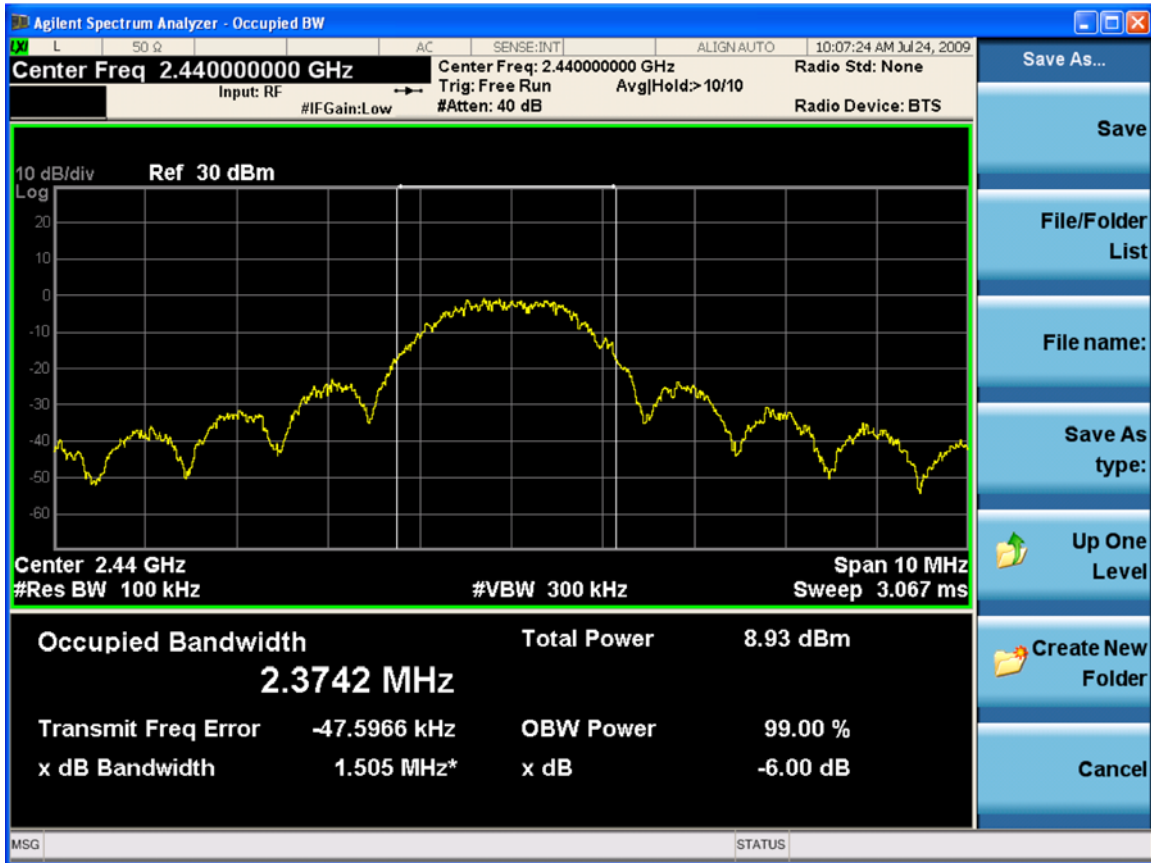 Agilent Spectrum Analyzer - Occupied BW
LXI L 50 Ω AC SENSE:INT ALIGN AUTO 10:07:24 AM Jul 24, 2009
Center Freq 2.440000000 GHz
Input: RF
#IFGain:Low
Center Freq: 2.440000000 GHz
Trig: Free Run Avg|Hold:>10/10
#Atten: 40 dB
Radio Std: None
Radio Device: BTS
10 dB/div Ref 30 dBm
Log
20
10
0
-10
-20
-30
-40
-50
-60
Center 2.44 GHz Span 10 MHz
#Res BW 100 kHz #VBW 300 kHz Sweep 3.067 ms
Occupied Bandwidth Total Power 8.93 dBm
2.3742 MHz
Transmit Freq Error -47.5966 kHz OBW Power 99.00 %
x dB Bandwidth 1.505 MHz* x dB -6.00 dB
Save As...
Save
File/Folder
List
File name:
Save As
type:
Up One
Level
Create New
Folder
Cancel
MSG STATUS